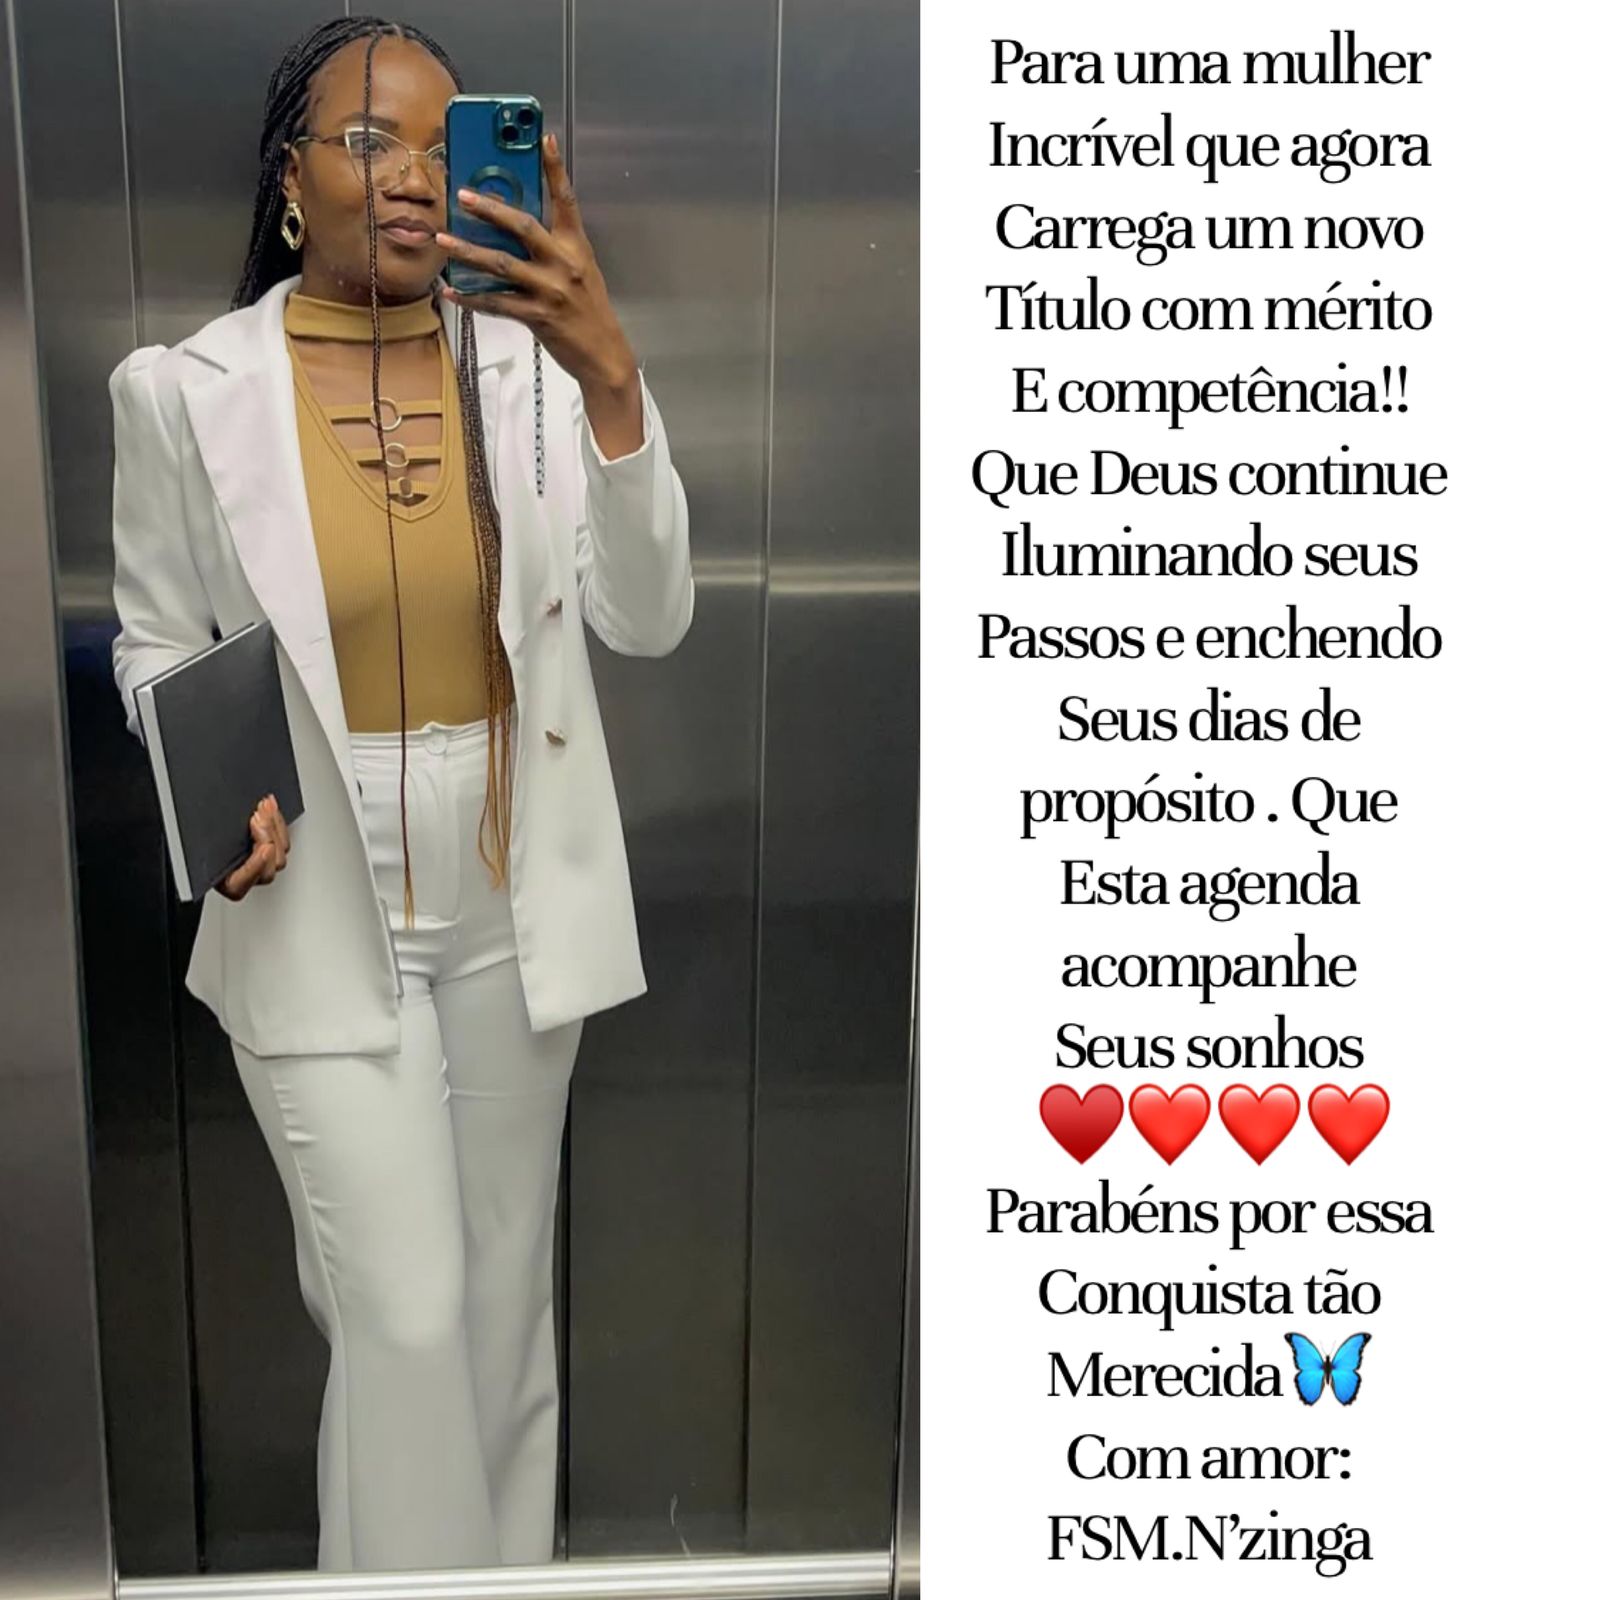 Para uma mulher
Incrível que agora
Carrega um novo
Título com mérito
E competência!!
Que Deus continue
Iluminando seus
Passos e enchendo
Seus dias de
propósito . Que
Esta agenda
acompanhe
Seus sonhos
♥️❤️❤️❤️
Parabéns por essa
Conquista tão
Merecida🦋
Com amor:
FSM.N’zinga